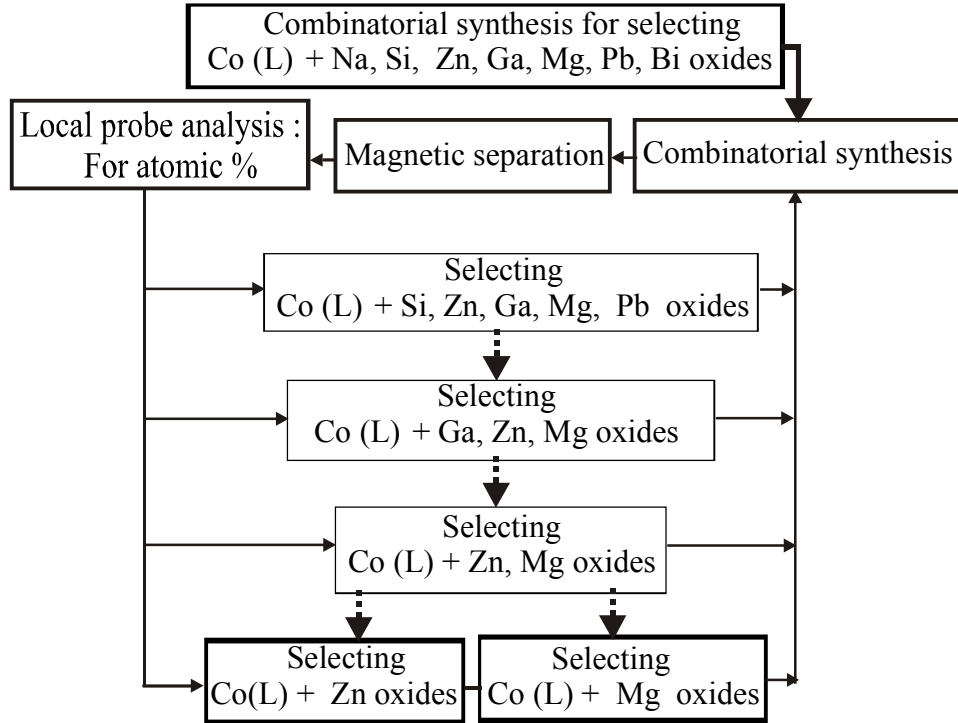 Combinatorial synthesis for selecting
Co (L) + Na, Si, Zn, Ga, Mg, Pb, Bi oxides
Local probe analysis :
For atomic %
Magnetic separation
Combinatorial synthesis
Selecting
Co (L) + Si, Zn, Ga, Mg, Pb oxides
Selecting
Co (L) + Ga, Zn, Mg oxides
Selecting
Co (L) + Zn, Mg oxides
Selecting
Co(L) + Zn oxides
Selecting
Co (L) + Mg oxides